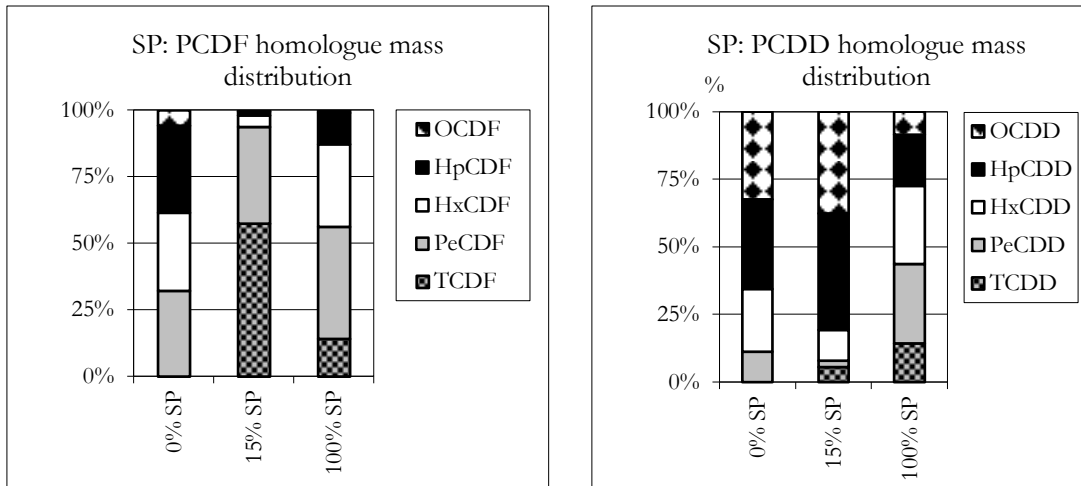 SP: PCDF homologue mass
distribution
100%
75%
50%
25%
0%
0% SP
15% SP
100% SP
OCDF
HpCDF
HxCDF
PeCDF
TCDF
SP: PCDD homologue mass
distribution
%
100%
75%
50%
25%
0%
0% SP
15% SP
100% SP
OCDD
HpCDD
HxCDD
PeCDD
TCDD